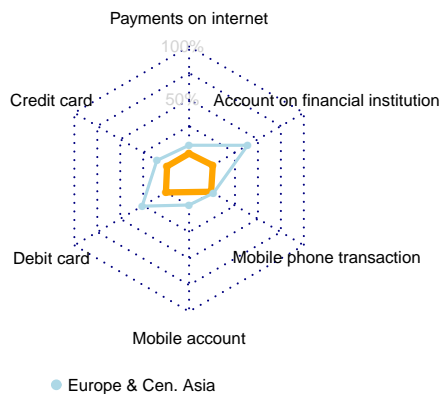 Payments on internet
100%
Credit card
50%
Account on financial institution
Debit card
Mobile phone transaction
Mobile account
Europe & Cen. Asia